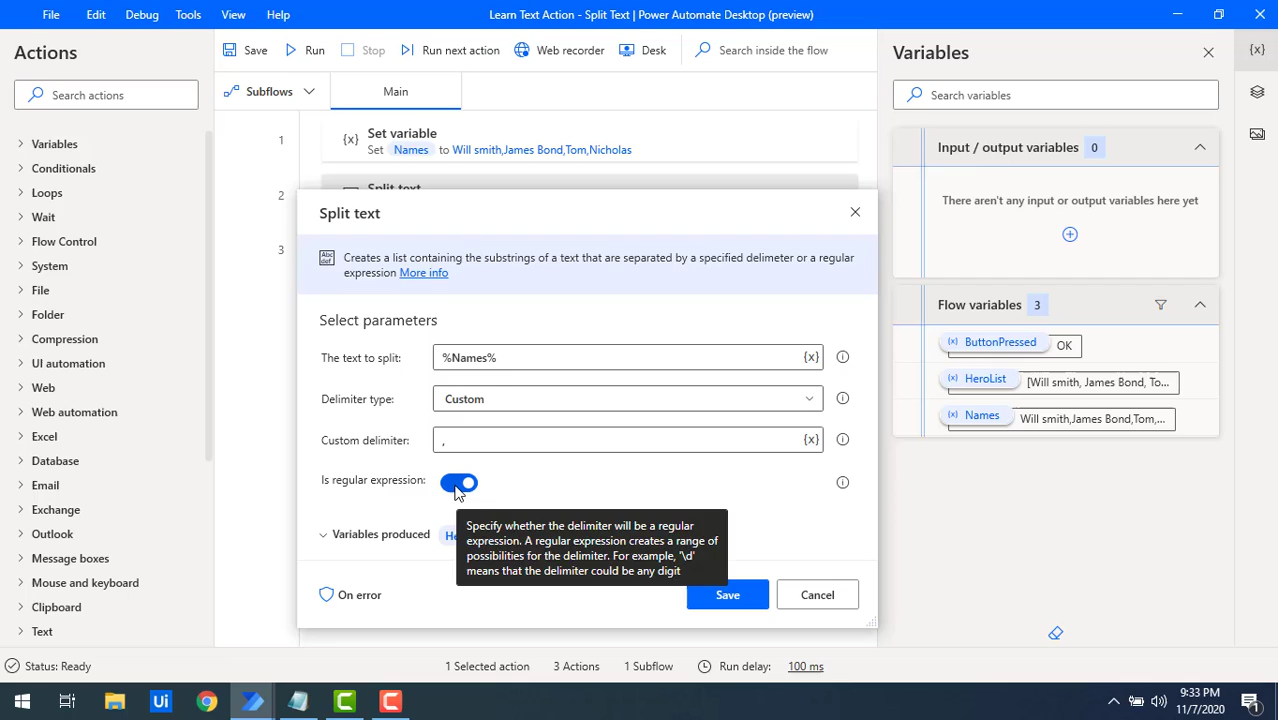 File Edit Debug Tools View Help
Learn Text Action - Split Text | Power Automate Desktop (preview)
Actions
Search actions
Variables
Conditionals
Loops
Wait
Flow Control
System
File
Folder
Compression
UI automation
Web
Web automation
Excel
Database
Email
Exchange
Outlook
Message boxes
Mouse and keyboard
Clipboard
Text
Save Run Stop Run next action Web recorder Desk Search inside the flow
Subflows Main
1
{x} Set variable
Set Names to Will smith,James Bond,Tom,Nicholas
2
Split text
3
Split text
Abc
def
Creates a list containing the substrings of a text that are separated by a specified delimiter or a regular
expression More info
Select parameters
The text to split: %Names% {x}
Delimiter type: Custom
Custom delimiter: , {x}
Is regular expression:
Specify whether the delimiter will be a regular
expression. A regular expression creates a range of
possibilities for the delimiter. For example, '\d'
means that the delimiter could be any digit
Variables produced He
On error Save Cancel
Variables
{x}
Search variables
Input / output variables 0
There aren't any input or output variables here yet
Flow variables 3
(x) ButtonPressed OK
(x) HeroList [Will smith, James Bond, To...
(x) Names Will smith,James Bond,Tom,...
Status: Ready 1 Selected action 3 Actions 1 Subflow Run delay: 100 ms
Ui
9:33 PM
11/7/2020
1